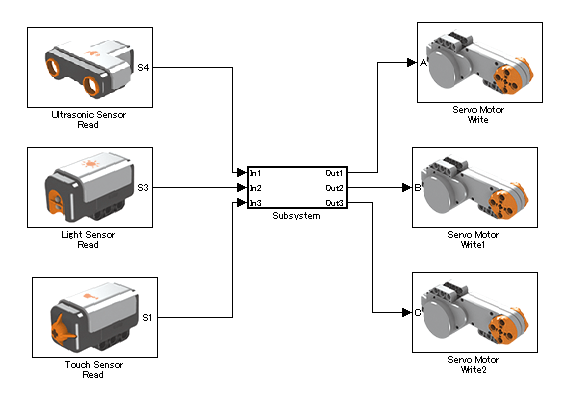 S4
Ultrasonic Sensor
Read
S3
Light Sensor
Read
S1
Touch Sensor
Read
In1 Out1
In2 Out2
In3 Out3
Subsystem
A
Servo Motor
Write
B
Servo Motor
Write1
C
Servo Motor
Write2